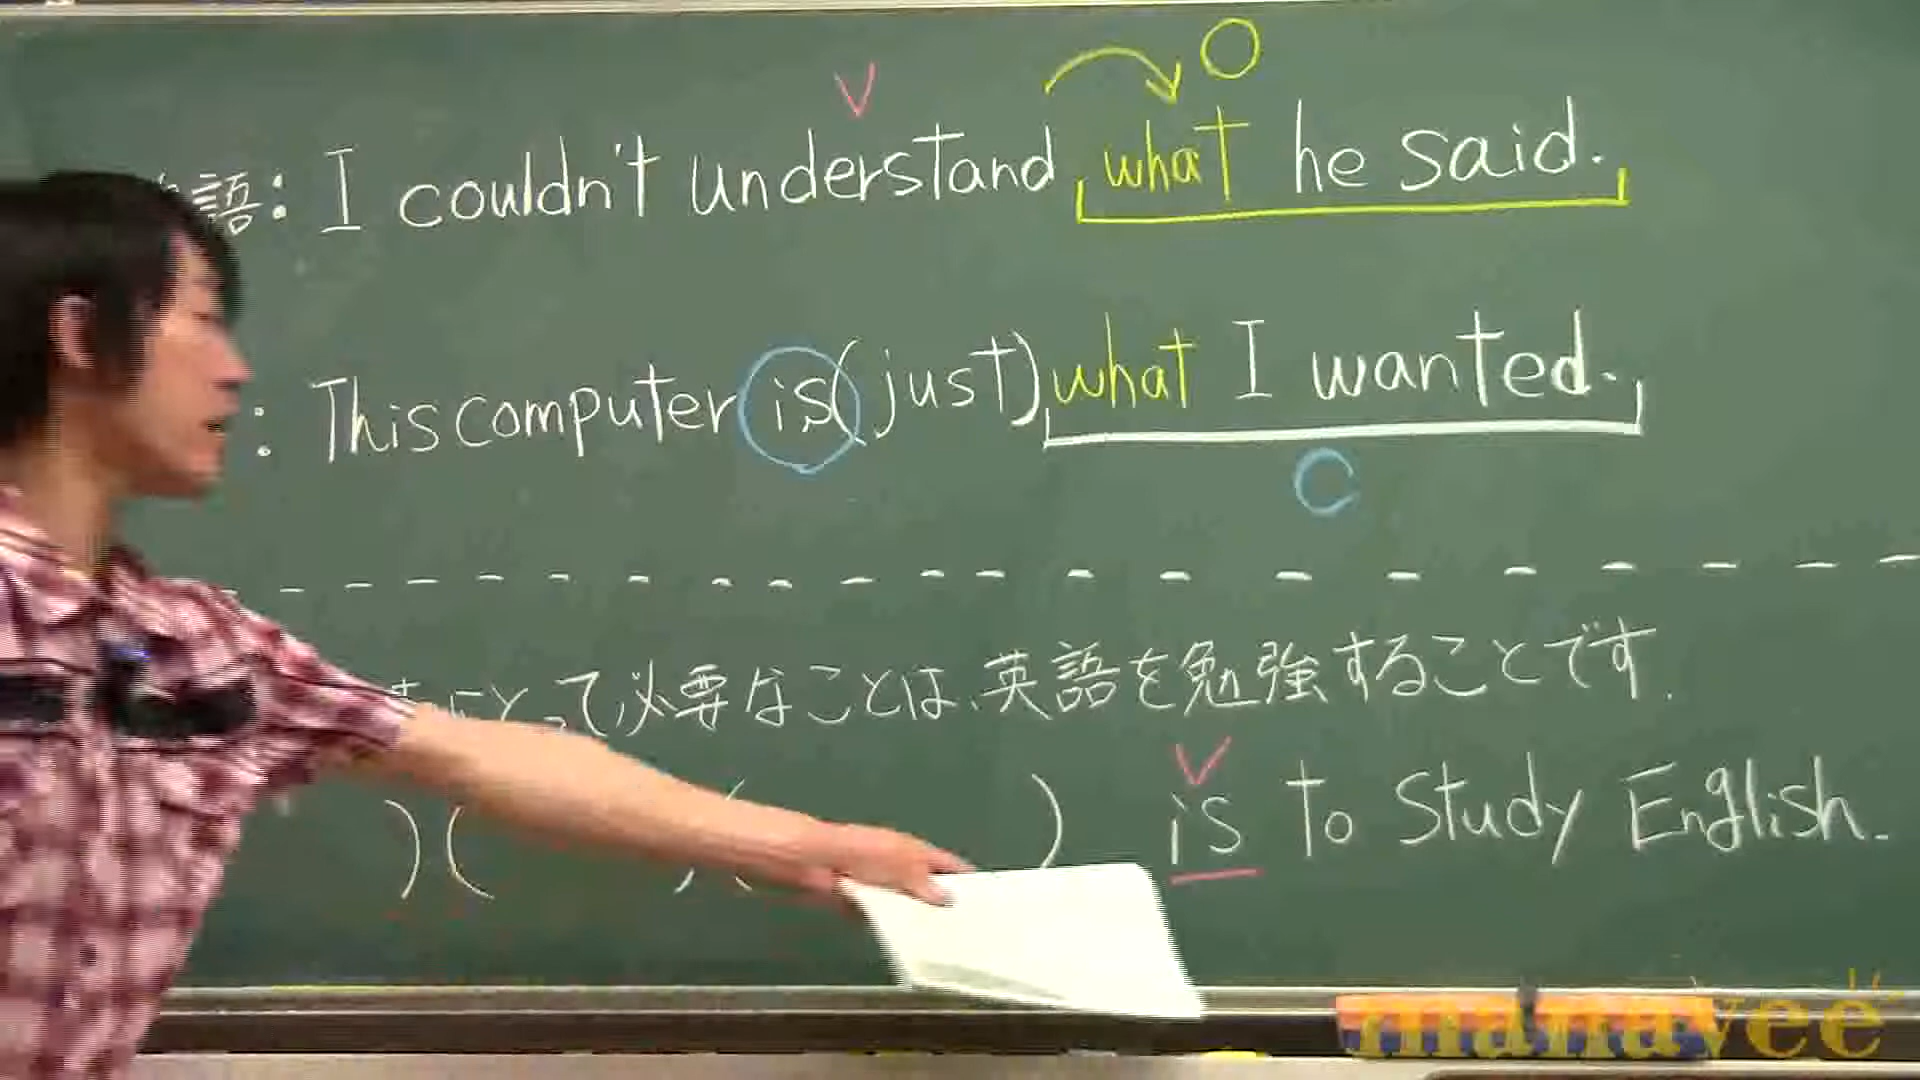 V O
語: I couldn't understand what he said.
: This computer is (just) what I wanted.
C
にとって必要なことは、英語を勉強することです.
V
)( )( ) is to study English.
manavee